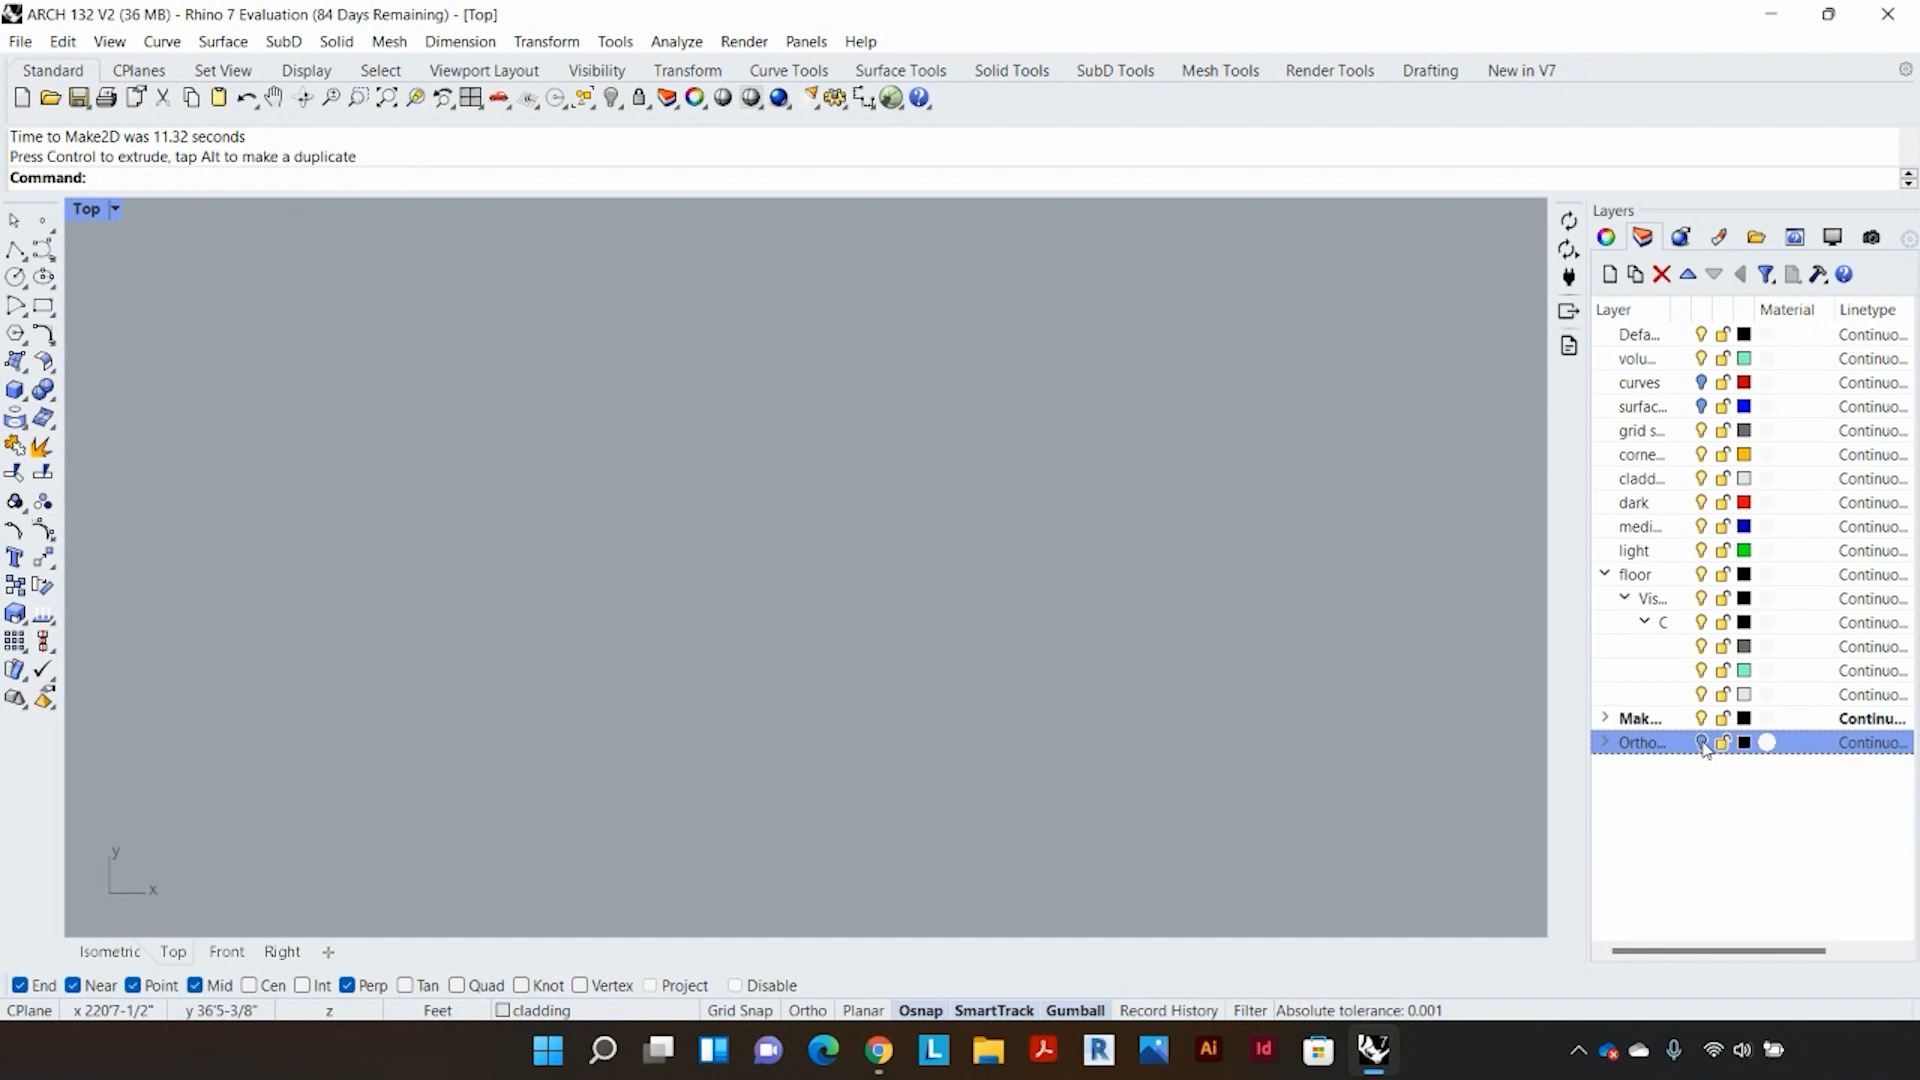 ARCH 132 V2 (36 MB) - Rhino 7 Evaluation (84 Days Remaining) - [Top]
File Edit View Curve Surface SubD Solid Mesh Dimension Transform Tools Analyze Render Panels Help
Standard CPlanes Set View Display Select Viewport Layout Visibility Transform Curve Tools Surface Tools Solid Tools SubD Tools Mesh Tools Render Tools Drafting New in V7
Time to Make2D was 11.32 seconds
Press Control to extrude, tap Alt to make a duplicate
Command:
Top
Layers
Layer Material Linetype
Defa... Continuo...
volu... Continuo...
curves Continuo...
surfac... Continuo...
grid s... Continuo...
corne... Continuo...
cladd... Continuo...
dark Continuo...
medi... Continuo...
light Continuo...
floor Continuo...
Vis... Continuo...
C Continuo...
Continuo...
Continuo...
Continuo...
Mak... Continu...
Ortho... Continuo...
y
x
Isometric Top Front Right
End Near Point Mid Cen Int Perp Tan Quad Knot Vertex Project Disable
CPlane x 220'7-1/2" y 36'5-3/8" z Feet cladding Grid Snap Ortho Planar Osnap SmartTrack Gumball Record History Filter Absolute tolerance: 0.001
L R Ai Id 7